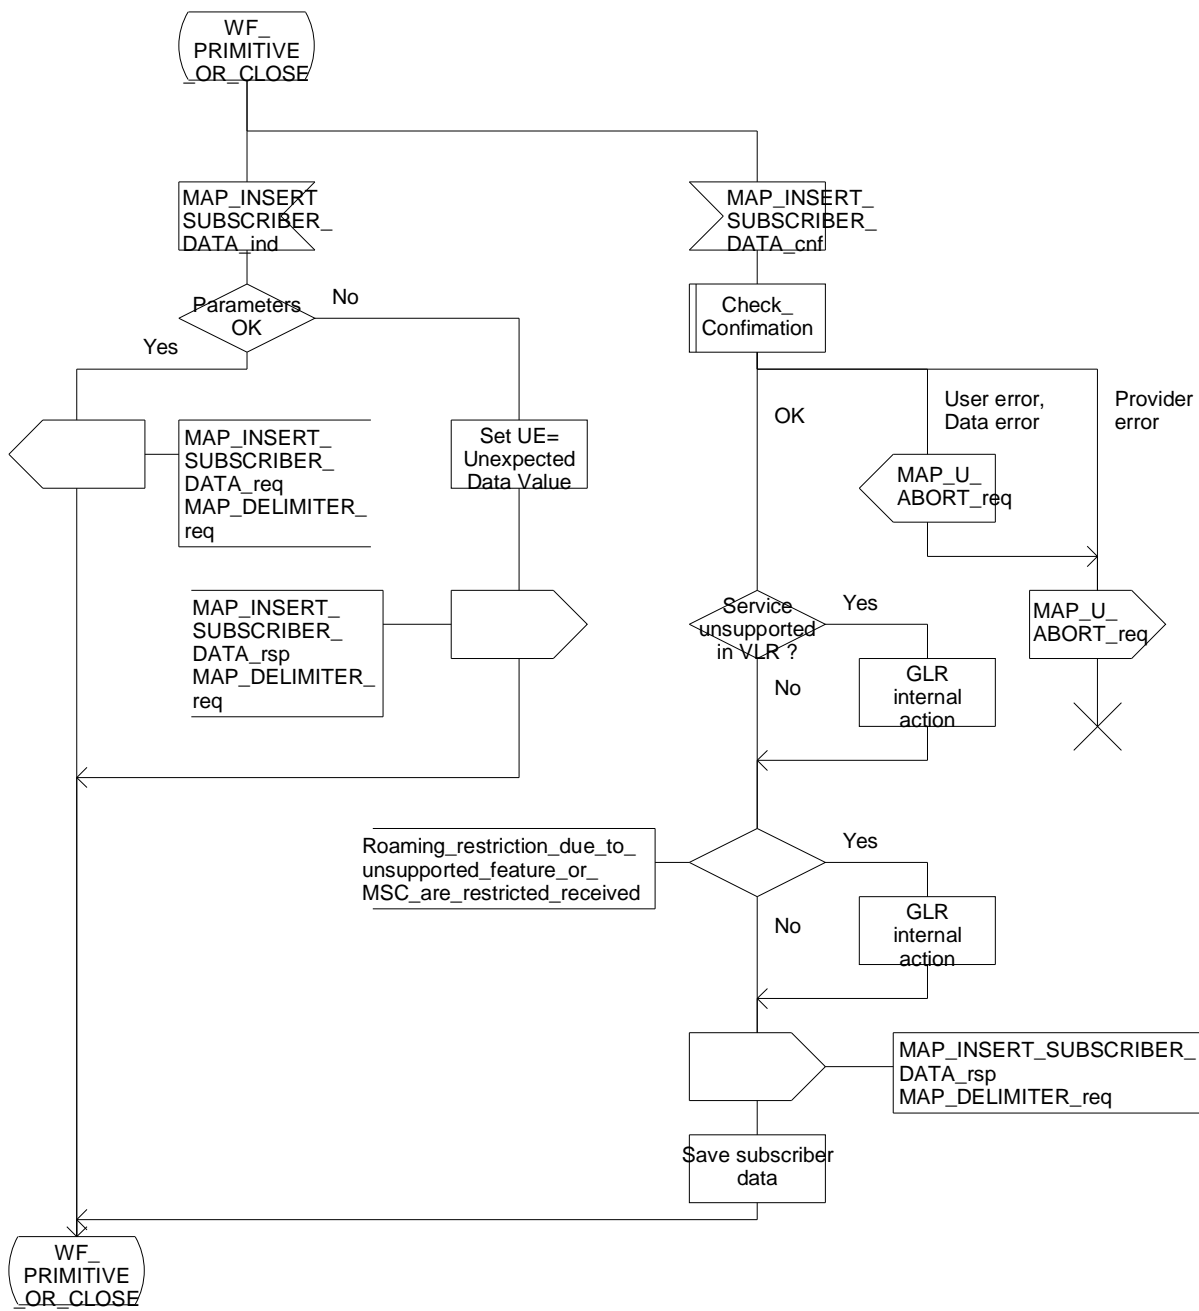 WF_
PRIMITIVE
_OR_CLOSE
MAP_INSERT
SUBSCRIBER_
DATA_ind
MAP_INSERT_
SUBSCRIBER_
DATA_cnf
Parameters
OK
No
Yes
Check_
Confimation
OK
User error,
Data error
Provider
error
MAP_INSERT_
SUBSCRIBER_
DATA_req
MAP_DELIMITER_
req
Set UE=
Unexpected
Data Value
MAP_U_
ABORT_req
MAP_INSERT_
SUBSCRIBER_
DATA_rsp
MAP_DELIMITER_
req
Service
unsupported
in VLR ?
Yes
No
MAP_U_
ABORT_req
GLR
internal
action
Roaming_restriction_due_to_
unsupported_feature_or_
MSC_are_restricted_received
Yes
No
GLR
internal
action
MAP_INSERT_SUBSCRIBER_
DATA_rsp
MAP_DELIMITER_req
Save subscriber
data
WF_
PRIMITIVE
_OR_CLOSE